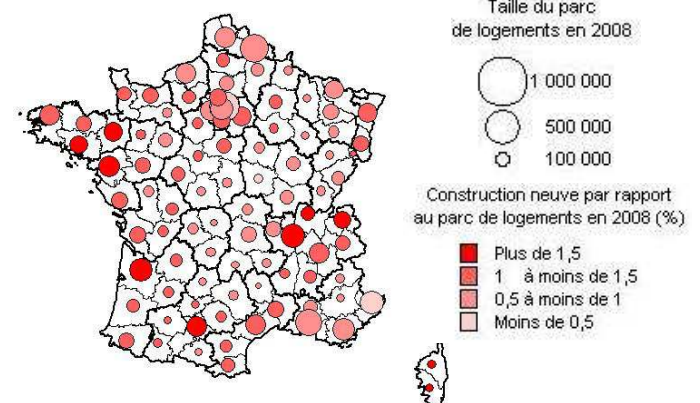 Taille du parc
de logements en 2008
1 000 000
500 000
100 000
Construction neuve par rapport
au parc de logements en 2008 (%)
Plus de 1,5
1 à moins de 1,5
0,5 à moins de 1
Moins de 0,5